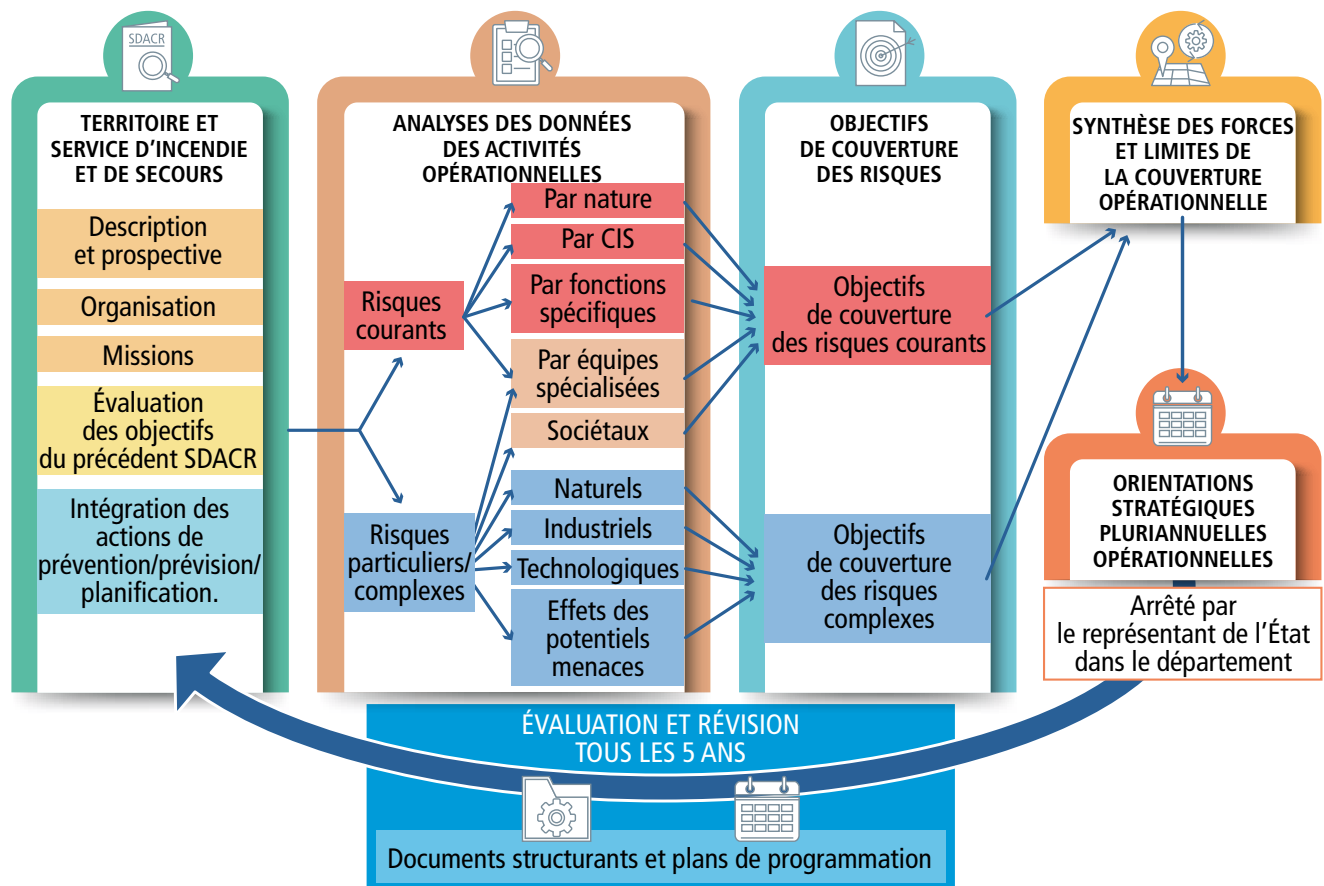 SDACR
TERRITOIRE ET
SERVICE D'INCENDIE
ET DE SECOURS
Description
et prospective
Organisation
Missions
Évaluation
des objectifs
du précédent SDACR
Intégration des
actions de
prévention/prévision/
planification.
ANALYSES DES DONNÉES
DES ACTIVITÉS
OPÉRATIONNELLES
Risques
courants
Risques
particuliers/
complexes
Par nature
Par CIS
Par fonctions
spécifiques
Par équipes
spécialisées
Sociétaux
Naturels
Industriels
Technologiques
Effets des
potentiels
menaces
OBJECTIFS
DE COUVERTURE
DES RISQUES
Objectifs
de couverture
des risques courants
Objectifs
de couverture
des risques
complexes
SYNTHÈSE DES FORCES
ET LIMITES DE
LA COUVERTURE
OPÉRATIONNELLE
ORIENTATIONS
STRATÉGIQUES
PLURIANNUELLES
OPÉRATIONNELLES
Arrêté par
le représentant de l'État
dans le département
ÉVALUATION ET RÉVISION
TOUS LES 5 ANS
Documents structurants et plans de programmation